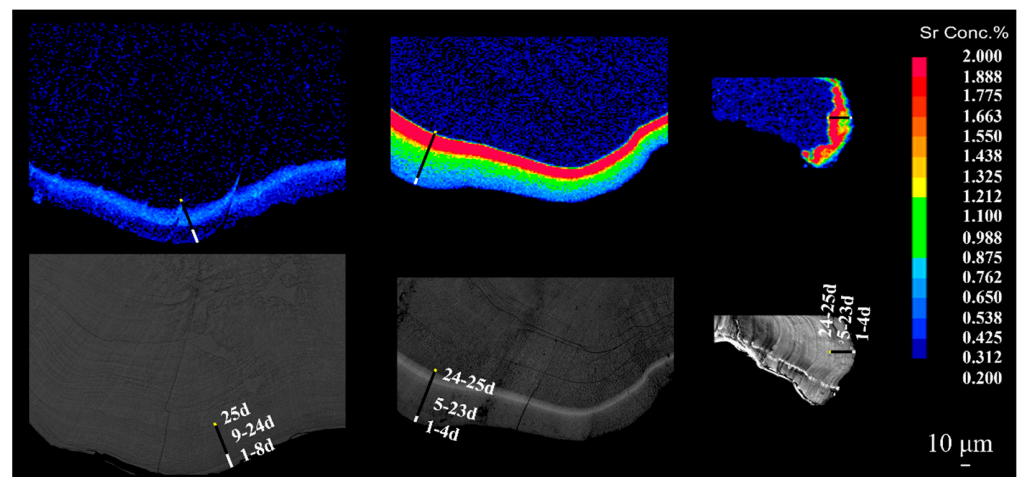 Sr Conc.%
2.000
1.888
1.775
1.663
1.550
1.438
1.325
1.212
1.100
0.988
0.875
0.762
0.650
0.538
0.425
0.312
0.200
25d
9-24d
1-8d
24-25d
5-23d
1-4d
24-25d
5-23d
1-4d
10 μm